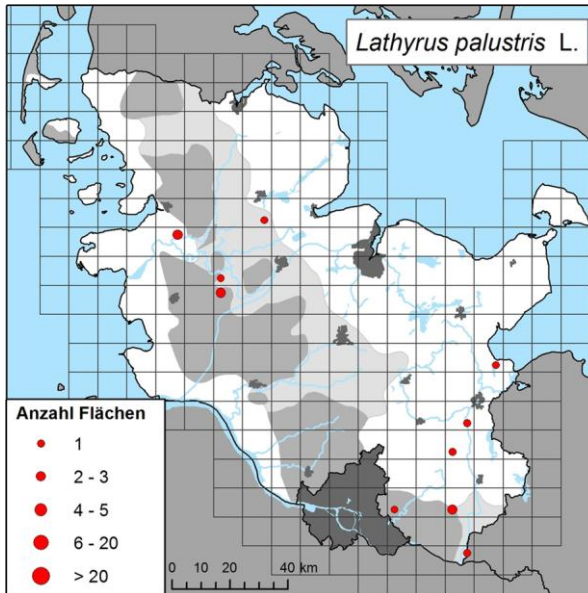 Lathyrus palustris L.
Anzahl Flächen
1
2 - 3
4 - 5
6 - 20
> 20
0 10 20 40 km